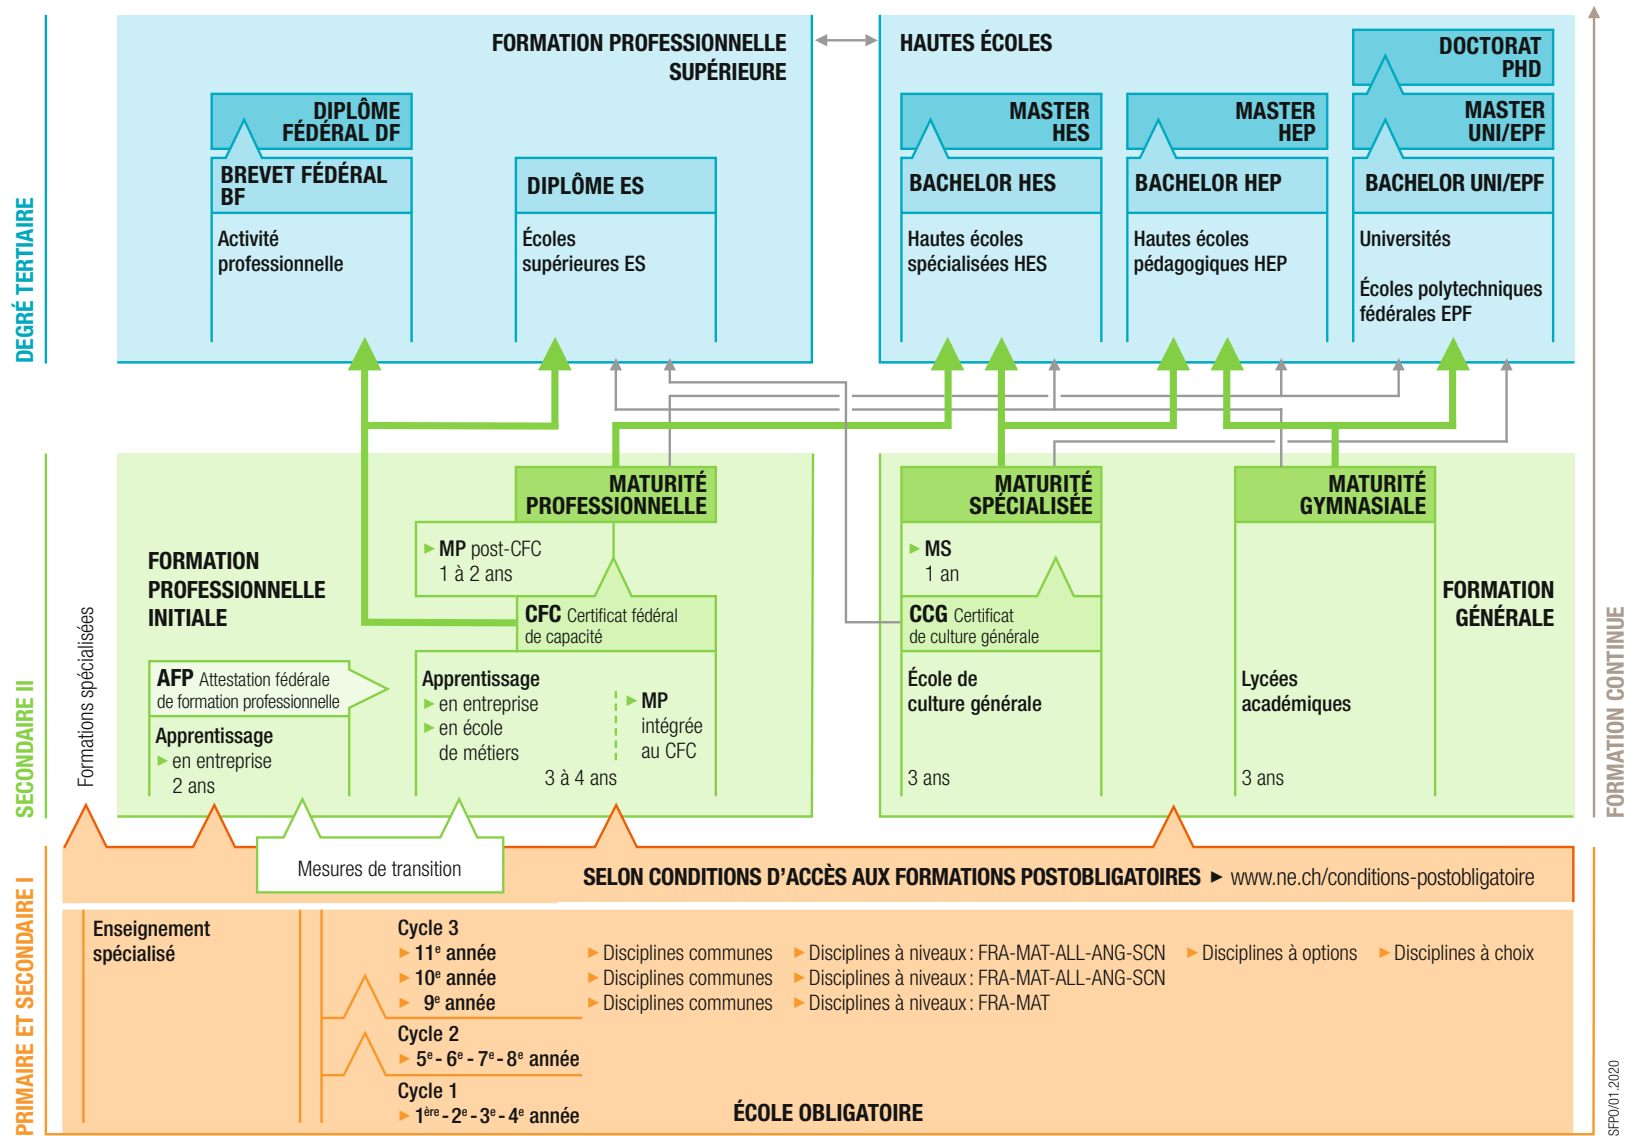 FORMATION PROFESSIONNELLE
SUPÉRIEURE
HAUTES ÉCOLES
DOCTORAT
PHD
DIPLÔME
FÉDÉRAL DF
MASTER
HES
MASTER
HEP
MASTER
UNI/EPF
BREVET FÉDÉRAL
BF
DIPLÔME ES
BACHELOR HES
BACHELOR HEP
BACHELOR UNI/EPF
Activité
professionnelle
Écoles
supérieures ES
Hautes écoles
spécialisées HES
Hautes écoles
pédagogiques HEP
Universités
Écoles polytechniques
fédérales EPF
DEGRÉ TERTIAIRE
MATURITÉ
PROFESSIONNELLE
MATURITÉ
SPÉCIALISÉE
MATURITÉ
GYMNASIALE
► MP post-CFC
1 à 2 ans
► MS
1 an
FORMATION
PROFESSIONNELLE
INITIALE
FORMATION
GÉNÉRALE
CFC Certificat fédéral
de capacité
CCG Certificat
de culture générale
AFP Attestation fédérale
de formation professionnelle
Apprentissage
► en entreprise
2 ans
Apprentissage
► en entreprise
► en école
de métiers
► MP
intégrée
au CFC
3 à 4 ans
École de
culture générale
3 ans
Lycées
académiques
3 ans
Formations spécialisées
SECONDAIRE II
FORMATION CONTINUE
Mesures de transition
SELON CONDITIONS D'ACCÈS AUX FORMATIONS POSTOBLIGATOIRES ► www.ne.ch/conditions-postobligatoire
Enseignement
spécialisé
Cycle 3
► 11e année ► Disciplines communes ► Disciplines à niveaux : FRA-MAT-ALL-ANG-SCN ► Disciplines à options ► Disciplines à choix
► 10e année ► Disciplines communes ► Disciplines à niveaux : FRA-MAT-ALL-ANG-SCN
► 9e année ► Disciplines communes ► Disciplines à niveaux : FRA-MAT
Cycle 2
► 5e - 6e - 7e - 8e année
Cycle 1
► 1ère - 2e - 3e - 4e année
ÉCOLE OBLIGATOIRE
PRIMAIRE ET SECONDAIRE I
SFPO/01.2020